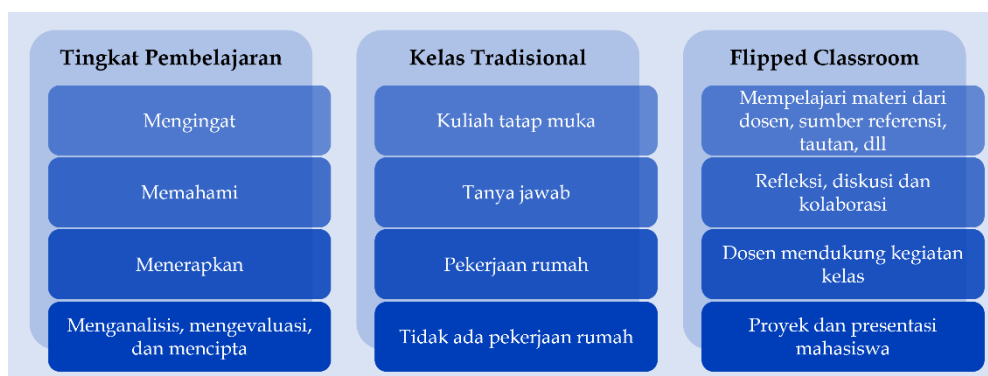 Tingkat Pembelajaran
Mengingat
Memahami
Menerapkan
Menganalisis, mengevaluasi,
dan mencipta
Kelas Tradisional
Kuliah tatap muka
Tanya jawab
Pekerjaan rumah
Tidak ada pekerjaan rumah
Flipped Classroom
Mempelajari materi dari
dosen, sumber referensi,
tautan, dll
Refleksi, diskusi dan
kolaborasi
Dosen mendukung kegiatan
kelas
Proyek dan presentasi
mahasiswa